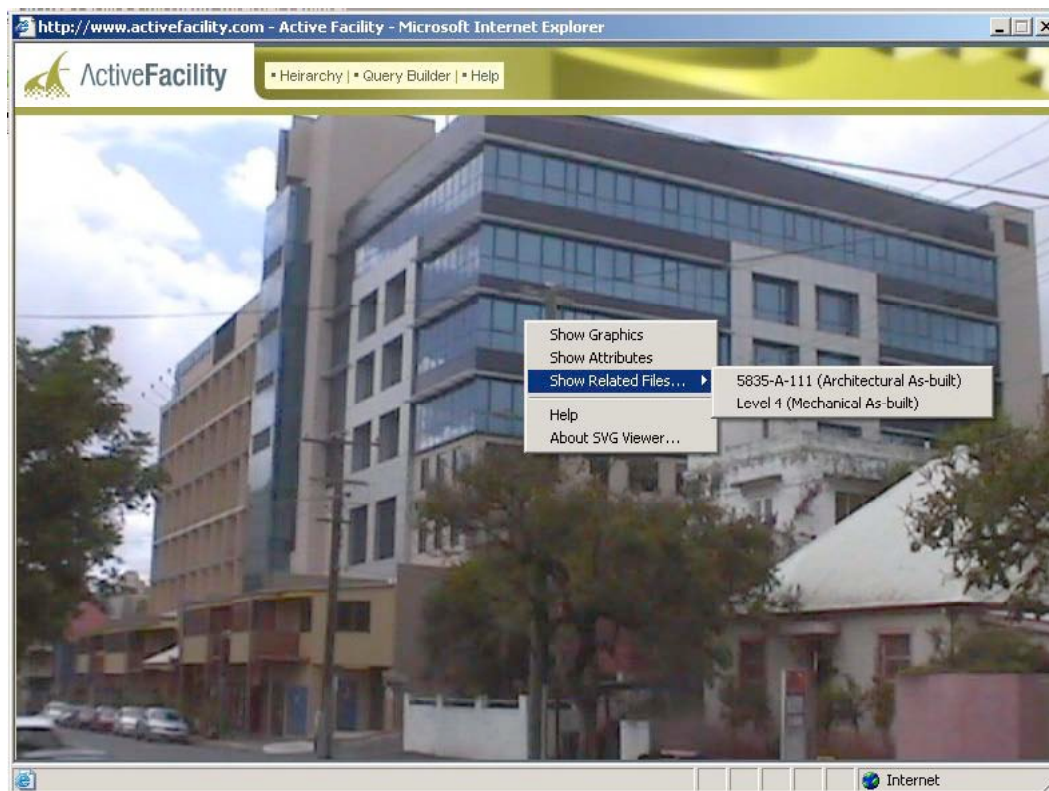 http://www.activefacility.com - Active Facility - Microsoft Internet Explorer
ActiveFacility
▪ Heirarchy | ▪ Query Builder | ▪ Help
Show Graphics
Show Attributes
Show Related Files...
5835-A-111 (Architectural As-built)
Level 4 (Mechanical As-built)
Help
About SVG Viewer...
Internet